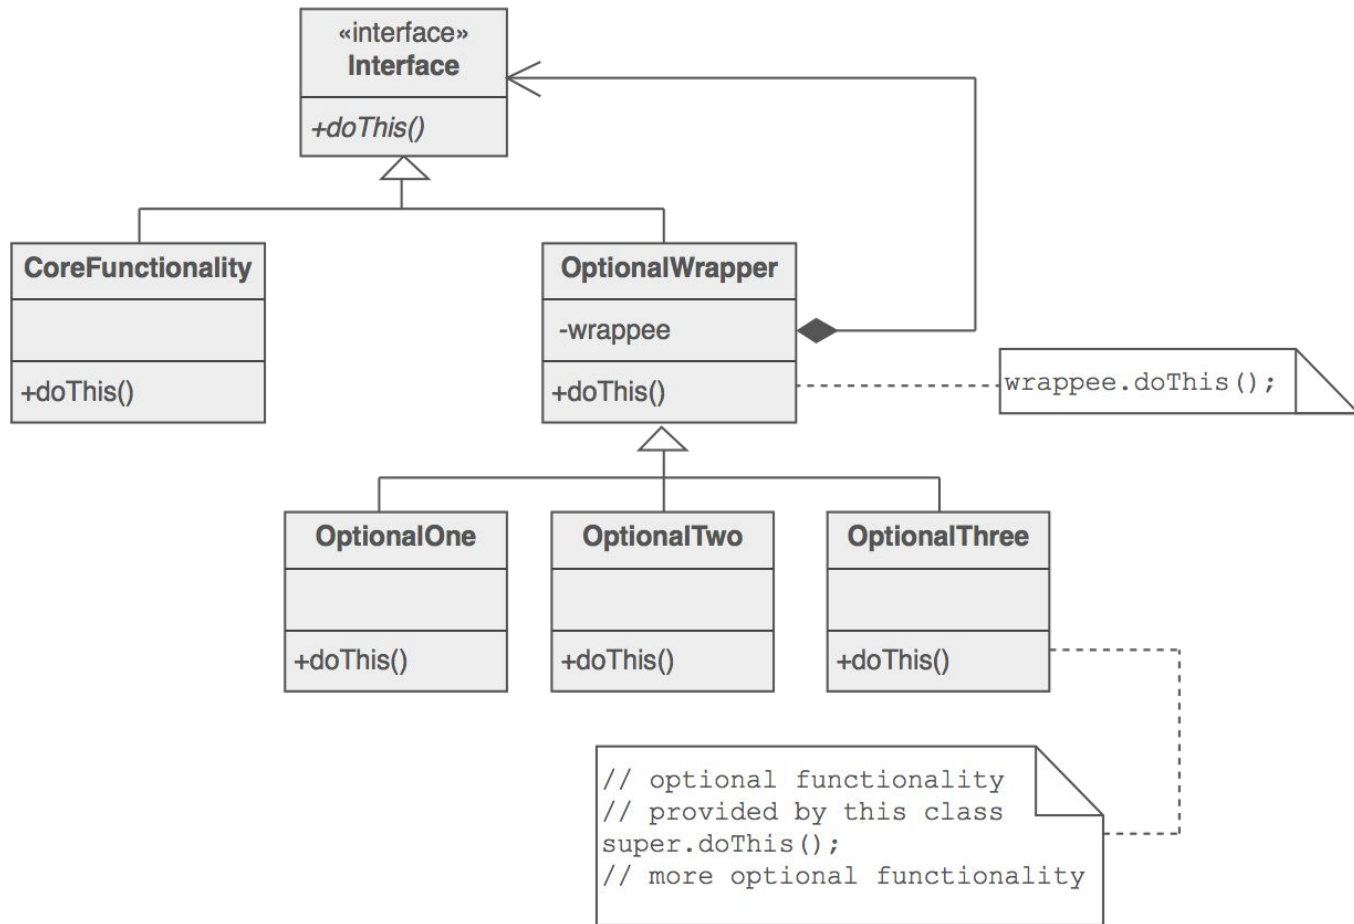 «interface»
Interface
+doThis()
CoreFunctionality
+doThis()
OptionalWrapper
-wrappee
+doThis()
wrappee.doThis();
OptionalOne
+doThis()
OptionalTwo
+doThis()
OptionalThree
+doThis()
// optional functionality
// provided by this class
super.doThis();
// more optional functionality